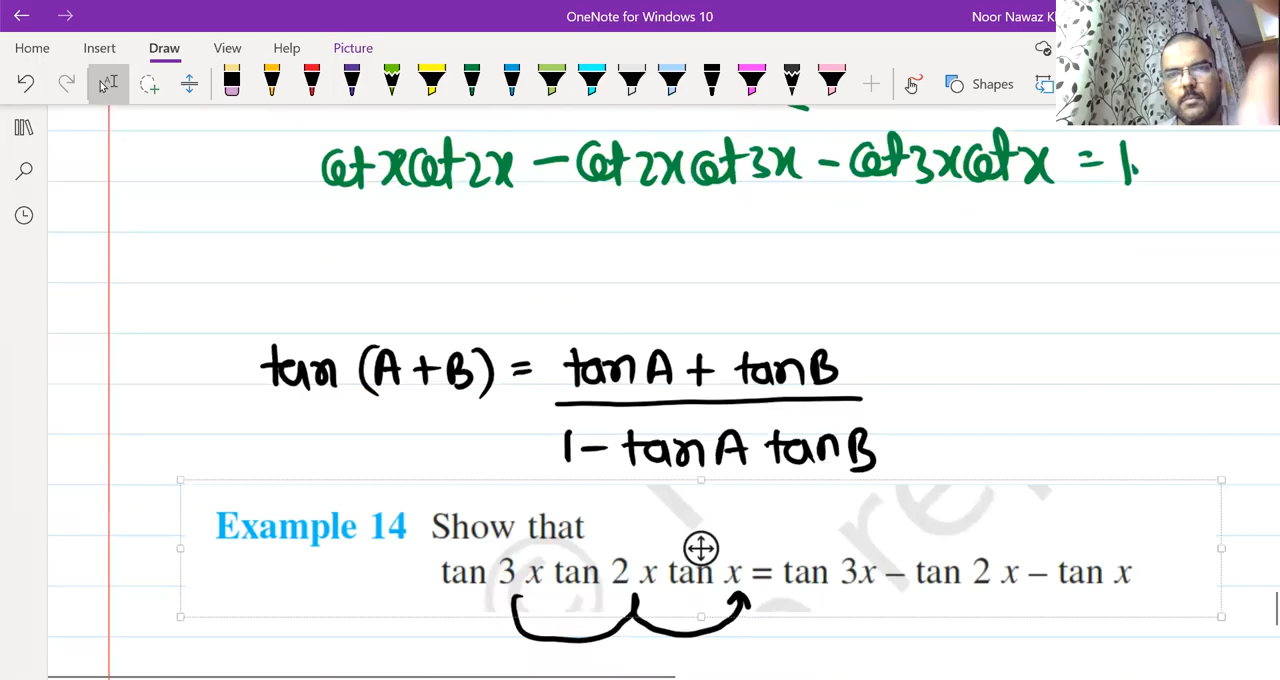 OneNote for Windows 10
Noor Nawaz
Home Insert Draw View Help Picture
Shapes
cot x cot 2x - cot 2x cot 3x - cot 3x cot x = 1.
tan (A+B) = tan A + tan B
1 - tan A tan B
Example 14 Show that
tan 3 x tan 2 x tan x = tan 3x – tan 2 x – tan x